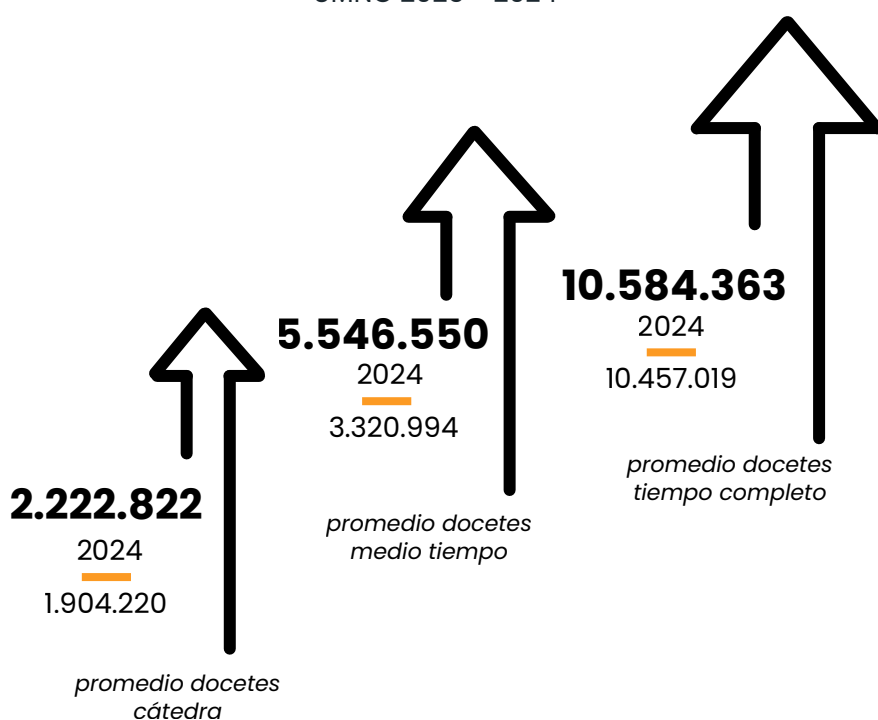 10.584.363
2024
10.457.019
promedio docetes
tiempo completo
5.546.550
2024
3.320.994
promedio docetes
medio tiempo
2.222.822
2024
1.904.220
promedio docetes
cátedra